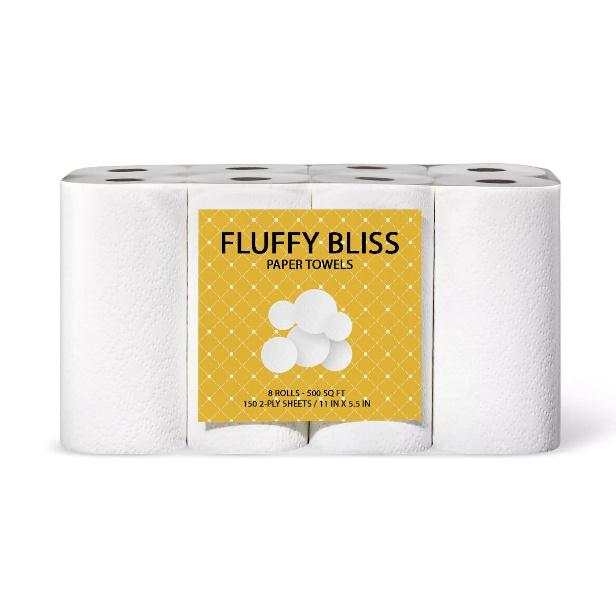 FLUFFY BLISS
PAPER TOWELS
8 ROLLS - 500 SQ FT
150 2-PLY SHEETS / 11 IN X 5.5 IN